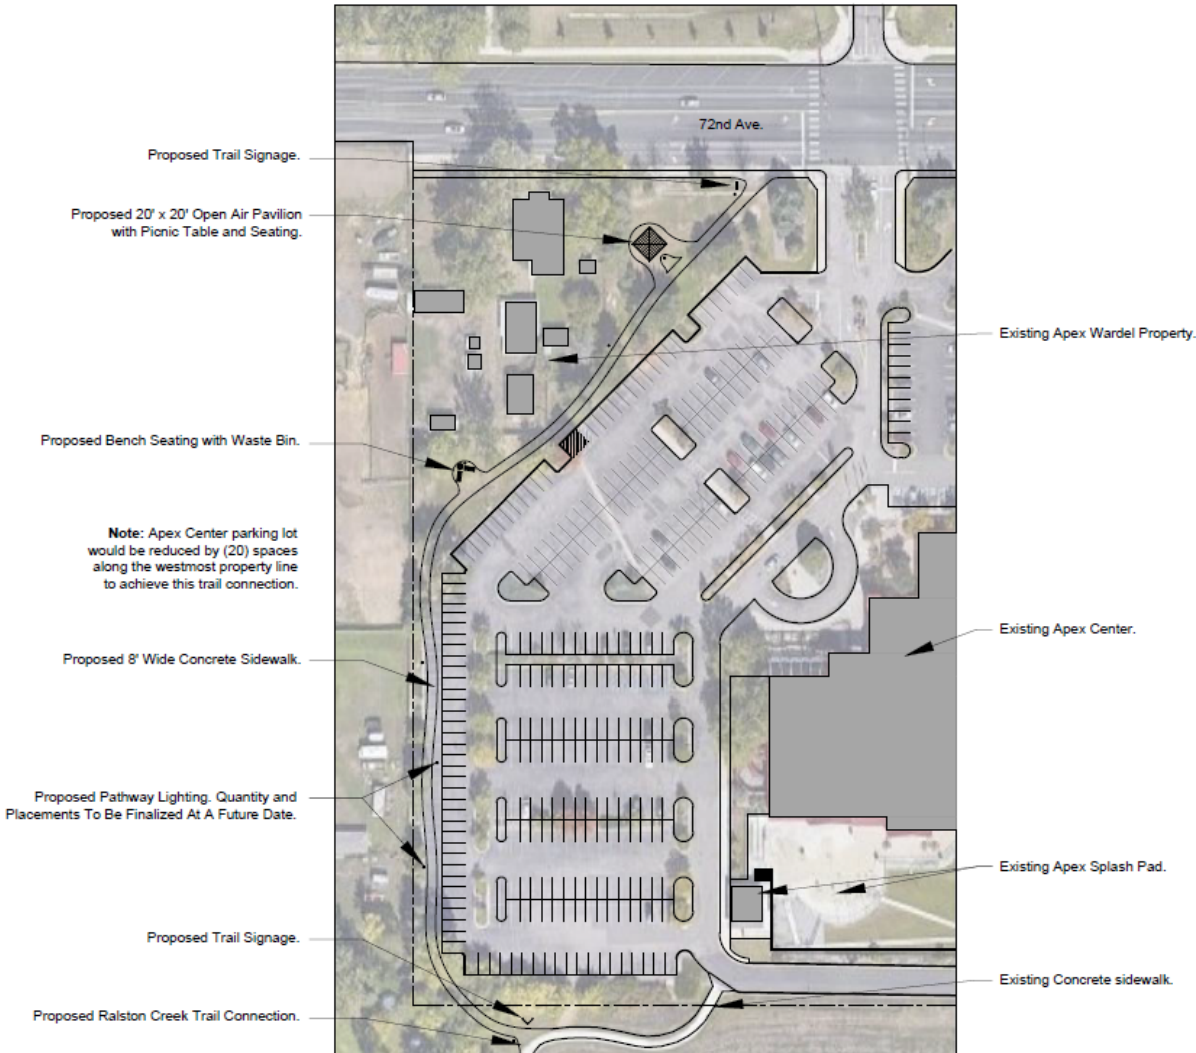 72nd Ave.
Proposed Trail Signage.
Proposed 20' x 20' Open Air Pavilion
with Picnic Table and Seating.
Existing Apex Wardel Property.
Proposed Bench Seating with Waste Bin.
Note: Apex Center parking lot
would be reduced by (20) spaces
along the westmost property line
to achieve this trail connection.
Existing Apex Center.
Proposed 8' Wide Concrete Sidewalk.
Proposed Pathway Lighting. Quantity and
Placements To Be Finalized At A Future Date.
Existing Apex Splash Pad.
Proposed Trail Signage.
Existing Concrete sidewalk.
Proposed Ralston Creek Trail Connection.